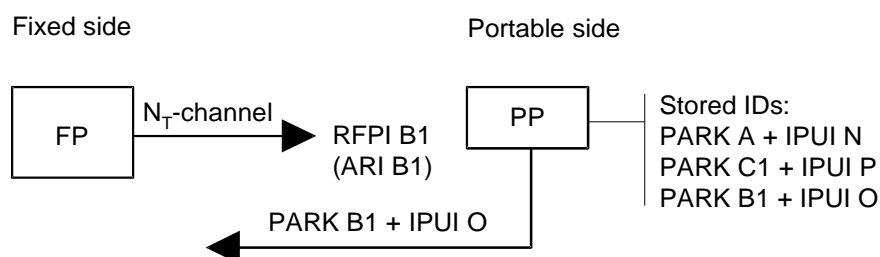 Fixed side
Portable side
FP
N_T-channel
RFPI B1
(ARI B1)
PP
Stored IDs:
PARK A + IPUI N
PARK C1 + IPUI P
PARK B1 + IPUI O
PARK B1 + IPUI O